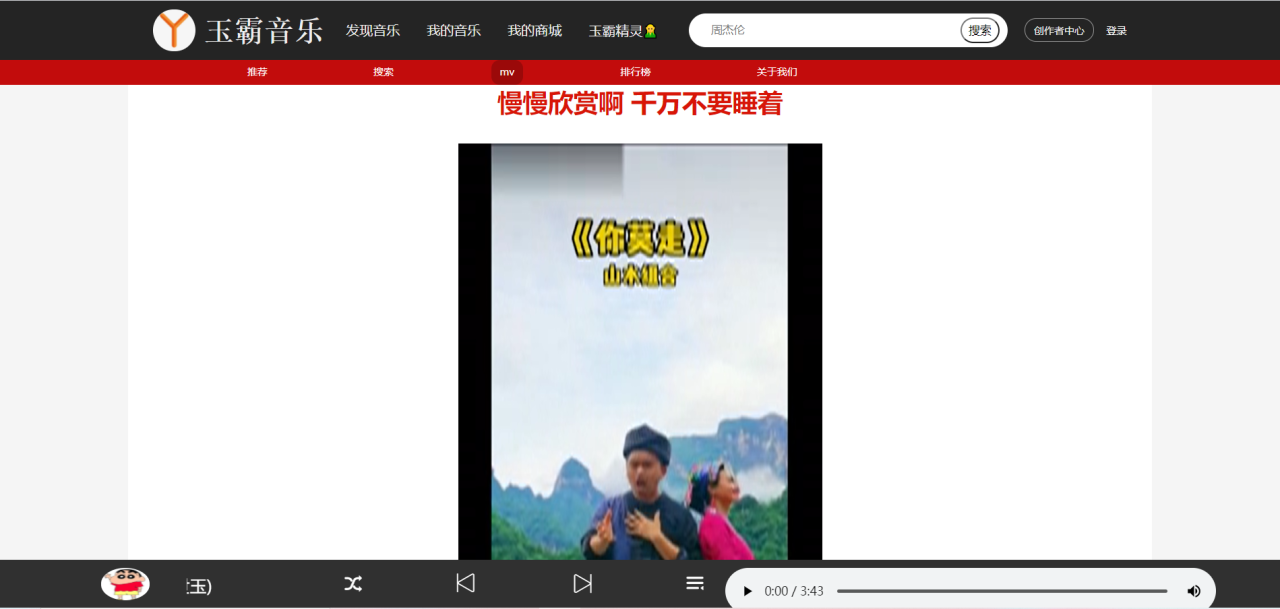 玉霸音乐 发现音乐 我的音乐 我的商城 玉霸精灵 周杰伦 搜索 创作者中心 登录
推荐 搜索 mv 排行榜 关于我们
慢慢欣赏啊 千万不要睡着
《你莫走》
山水组合
玉) 0:00 / 3:43